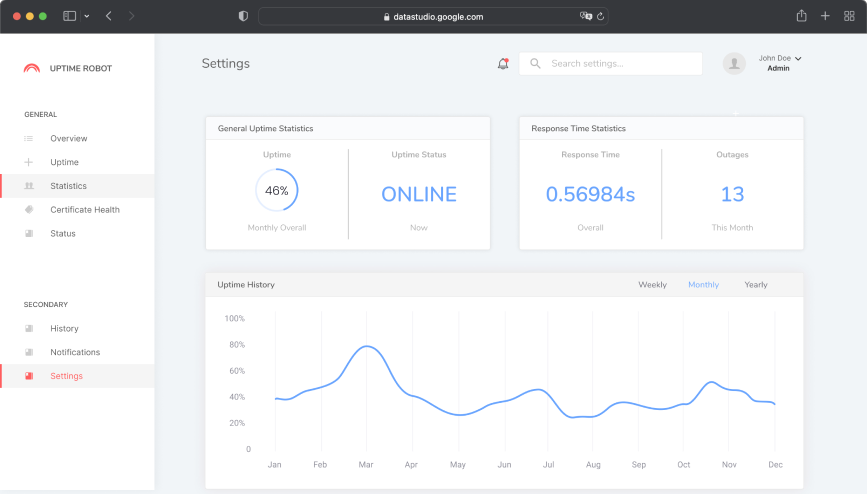 datastudio.google.com
UPTIME ROBOT
GENERAL
Overview
Uptime
Statistics
Certificate Health
Status
SECONDARY
History
Notifications
Settings
Settings
Search settings...
John Doe
Admin
General Uptime Statistics
Uptime
46%
Monthly Overall
Uptime Status
ONLINE
Now
Response Time Statistics
Response Time
0.56984s
Overall
Outages
13
This Month
Uptime History
Weekly Monthly Yearly
100%
80%
60%
40%
20%
0
Jan Feb Mar Apr May Jun Jul Aug Sep Oct Nov Dec